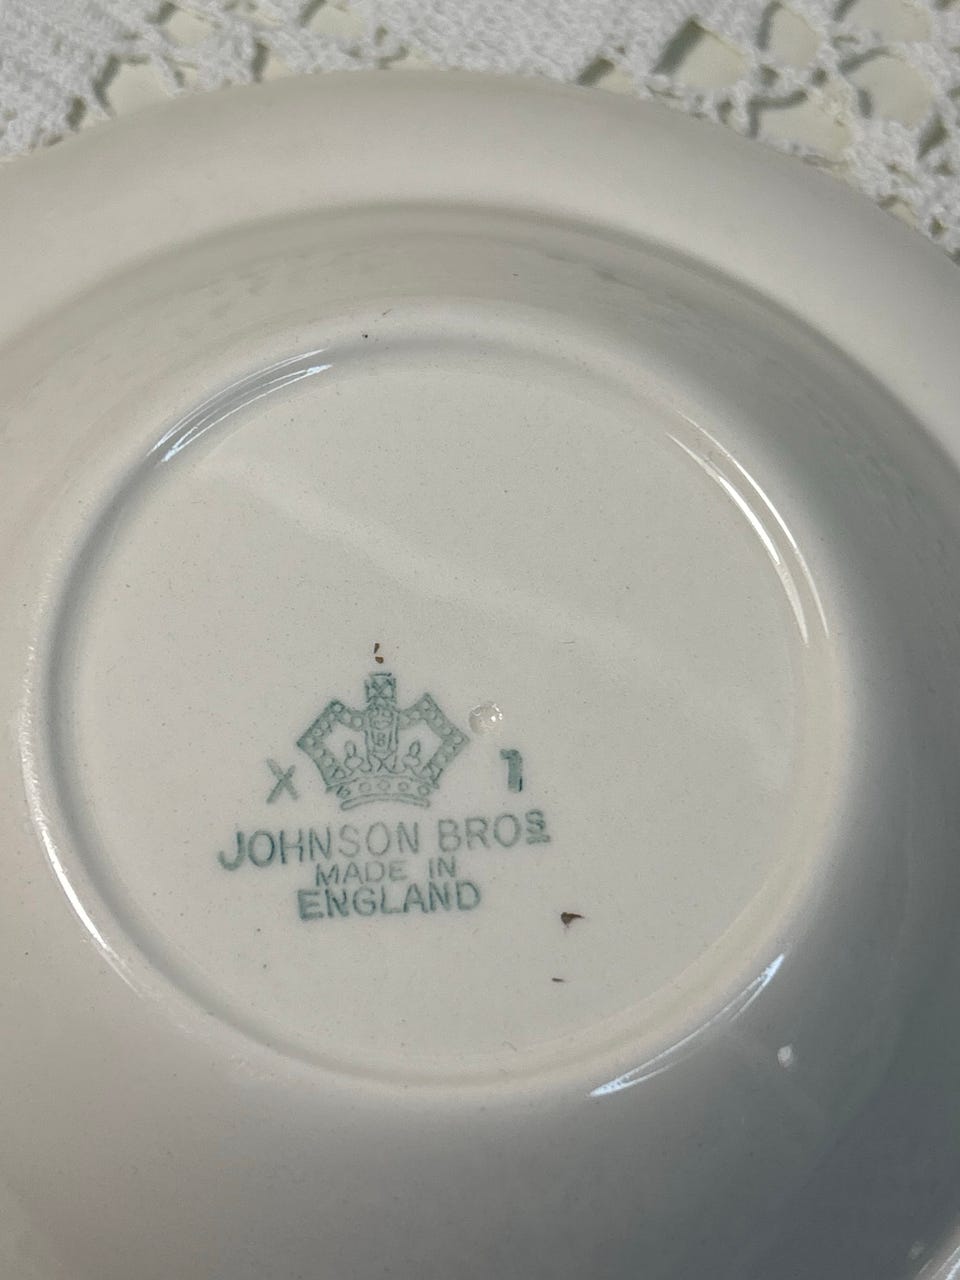 X 1
JOHNSON BROS
MADE IN
ENGLAND